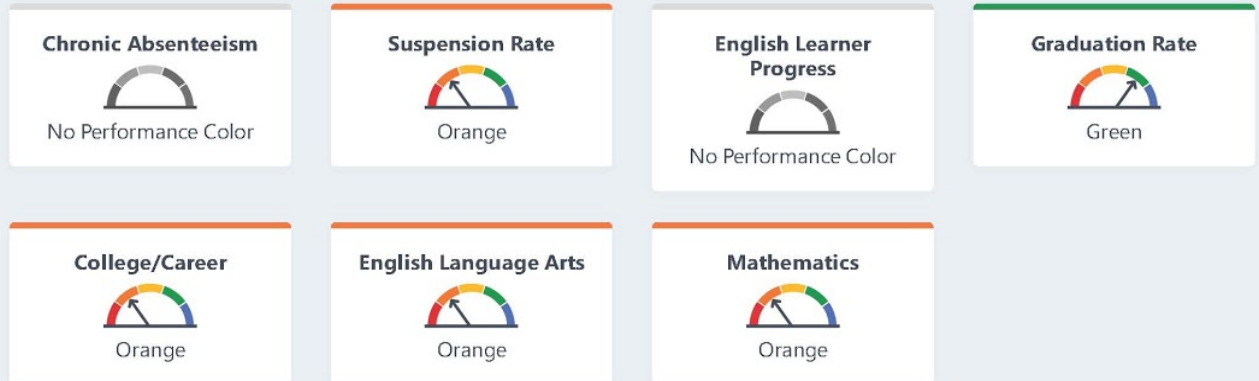 Chronic Absenteeism
No Performance Color
Suspension Rate
Orange
English Learner
Progress
No Performance Color
Graduation Rate
Green
College/Career
Orange
English Language Arts
Orange
Mathematics
Orange